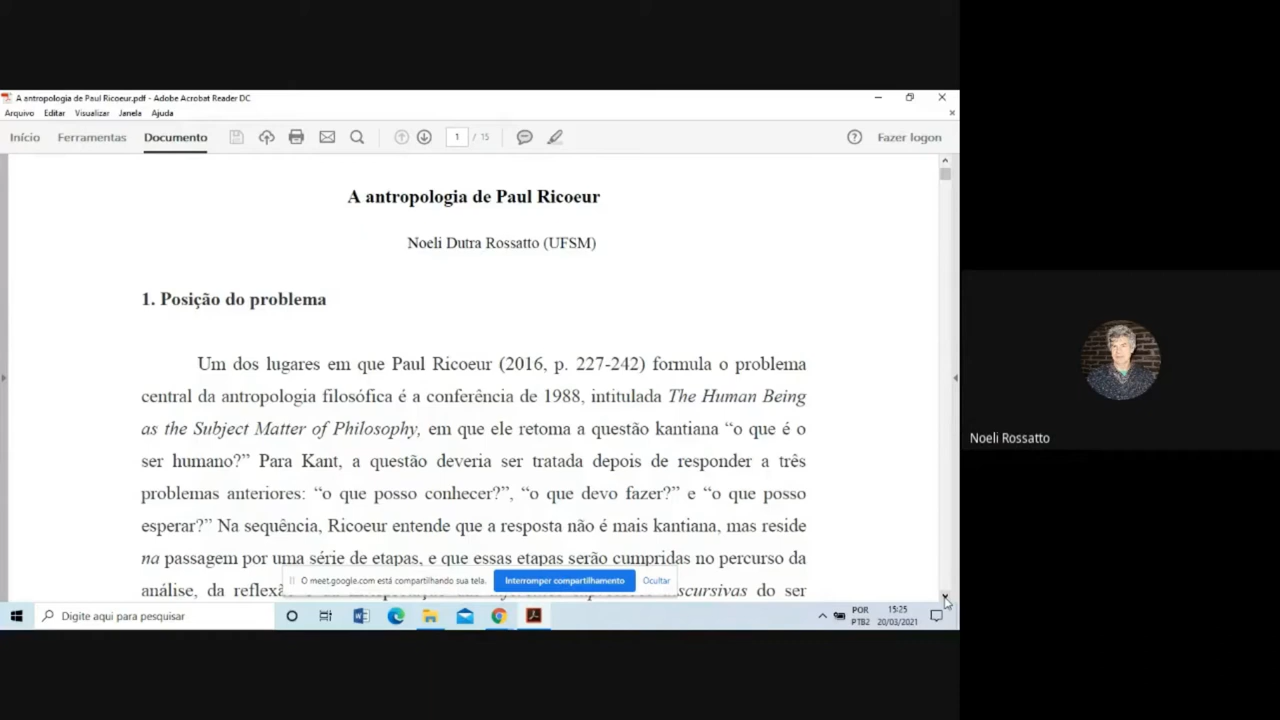 A antropologia de Paul Ricoeur.pdf - Adobe Acrobat Reader DC
Arquivo Editar Visualizar Janela Ajuda
Início Ferramentas Documento 1 / 15 Fazer logon
A antropologia de Paul Ricoeur
Noeli Dutra Rossatto (UFSM)
1. Posição do problema
Um dos lugares em que Paul Ricoeur (2016, p. 227-242) formula o problema
central da antropologia filosófica é a conferência de 1988, intitulada The Human Being
as the Subject Matter of Philosophy, em que ele retoma a questão kantiana “o que é o
ser humano?” Para Kant, a questão deveria ser tratada depois de responder a três
problemas anteriores: “o que posso conhecer?”, “o que devo fazer?” e “o que posso
esperar?” Na sequência, Ricoeur entende que a resposta não é mais kantiana, mas reside
na passagem por uma série de etapas, e que essas etapas serão cumpridas no percurso da
análise, da do ser
O meet.google.com está compartilhando sua tela. Interromper compartilhamento Ocultar
Digite aqui para pesquisar
POR 15:25
PTB2 20/03/2021
Noeli Rossatto